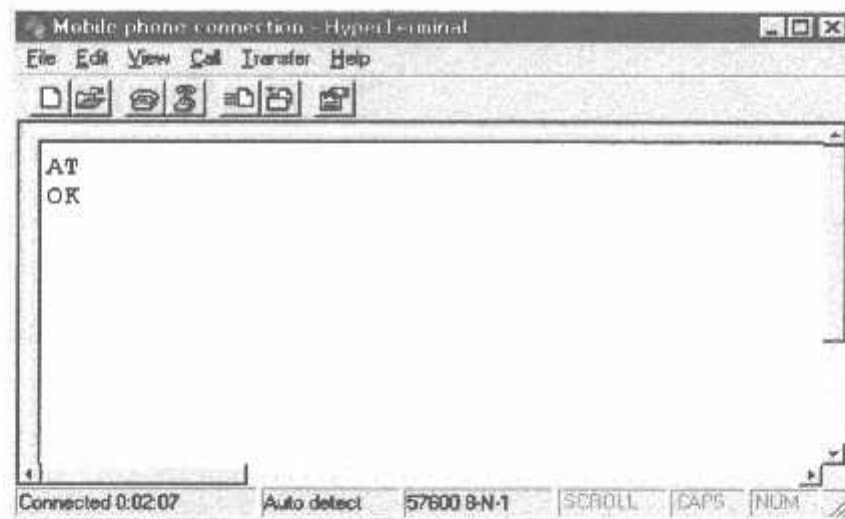 Mobile phone connection - HyperTerminal
File Edit View Call Transfer Help
AT
OK
Connected 0:02:07 Auto detect 57600 8-N-1 SCROLL CAPS NUM